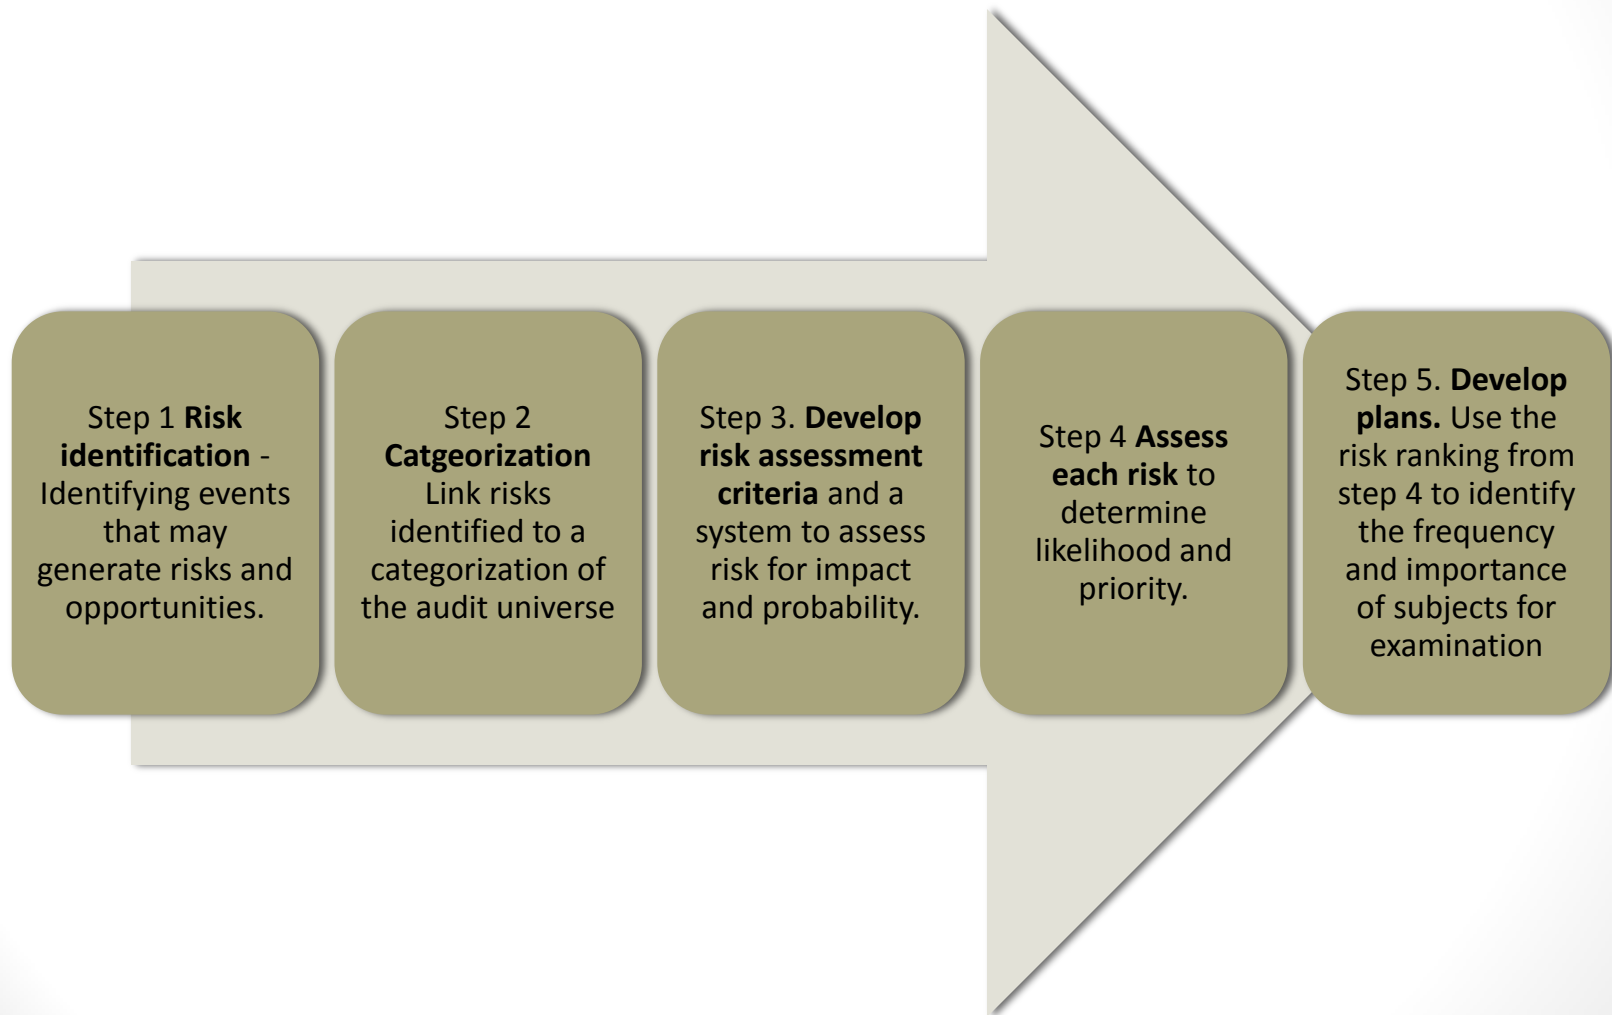 Step 1 Risk
identification -
Identifying events
that may
generate risks and
opportunities.
Step 2
Catgeorization
Link risks
identified to a
categorization of
the audit universe
Step 3. Develop
risk assessment
criteria and a
system to assess
risk for impact
and probability.
Step 4 Assess
each risk to
determine
likelihood and
priority.
Step 5. Develop
plans. Use the
risk ranking from
step 4 to identify
the frequency
and importance
of subjects for
examination